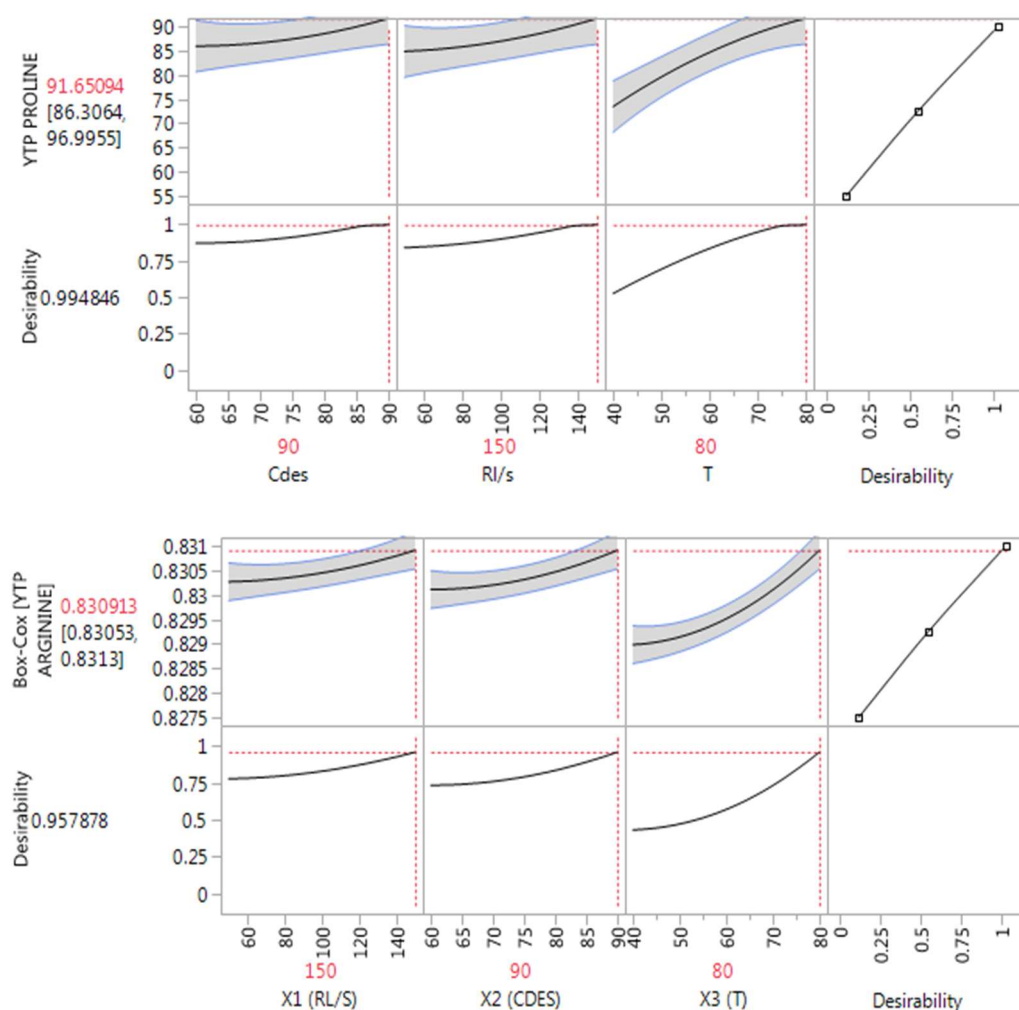 YTP PROLINE
91.65094
[86.3064,
96.9955]
90
85
80
75
70
65
60
55
Desirability
0.994846
1
0.75
0.5
0.25
0
60 65 70 75 80 85 90
90
Cdes
60 80 100 120 140
150
Rl/s
40 50 60 70 80
80
T
0 0.25 0.5 0.75 1
Desirability
Box-Cox [YTP
ARGININE]
0.830913
[0.83053,
0.8313]
0.831
0.8305
0.83
0.8295
0.829
0.8285
0.828
0.8275
Desirability
0.957878
1
0.75
0.5
0.25
0
60 80 100 120 140
150
X1 (RL/S)
60 65 70 75 80 85 90
90
X2 (CDES)
40 50 60 70 80
80
X3 (T)
0 0.25 0.5 0.75 1
Desirability